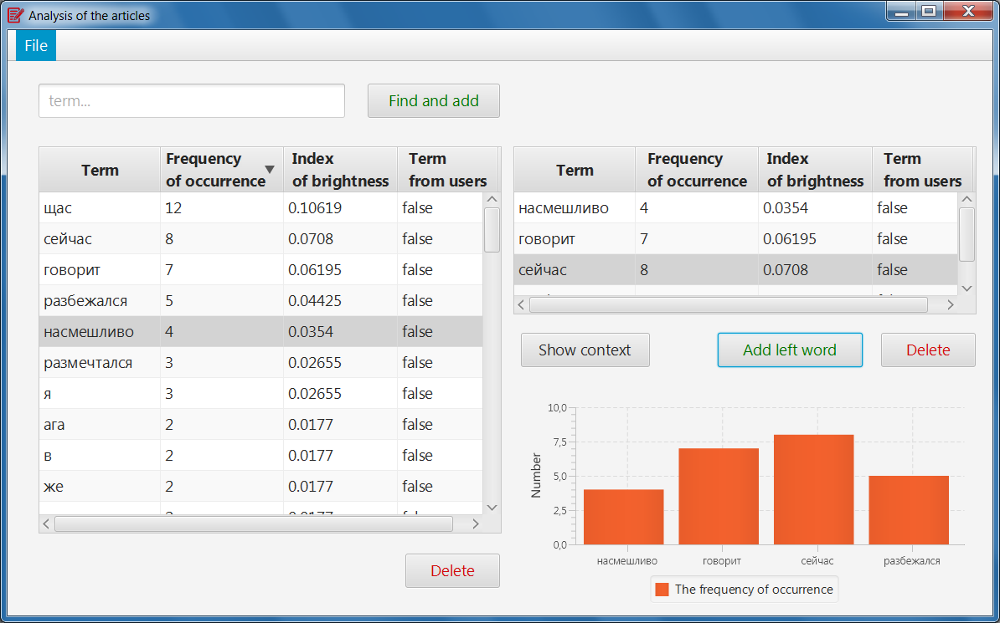 Analysis of the articles
File
term...
Find and add
Term Frequency of occurrence Index of brightness Term from users
щас 12 0.10619 false
сейчас 8 0.0708 false
говорит 7 0.06195 false
разбежался 5 0.04425 false
насмешливо 4 0.0354 false
размечтался 3 0.02655 false
я 3 0.02655 false
ага 2 0.0177 false
в 2 0.0177 false
же 2 0.0177 false
Delete
Term Frequency of occurrence Index of brightness Term from users
насмешливо 4 0.0354 false
говорит 7 0.06195 false
сейчас 8 0.0708 false
Show context
Add left word
Delete
Number
10,0
7,5
5,0
2,5
0,0
насмешливо говорит сейчас разбежался
The frequency of occurrence